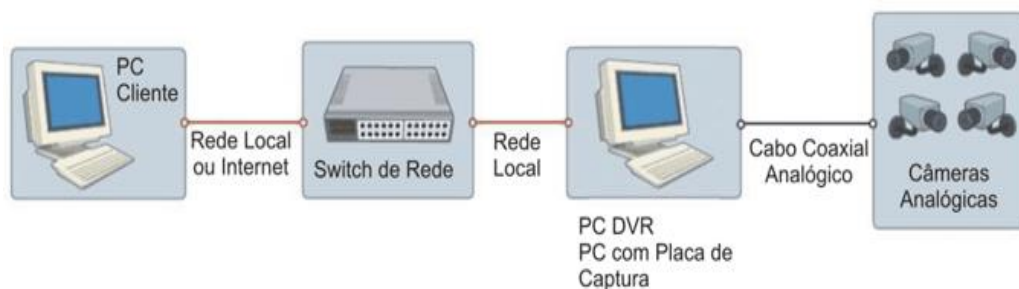 PC
Cliente
Rede Local
ou Internet
Switch de Rede
Rede
Local
PC DVR
PC com Placa de
Captura
Cabo Coaxial
Analógico
Câmeras
Analógicas